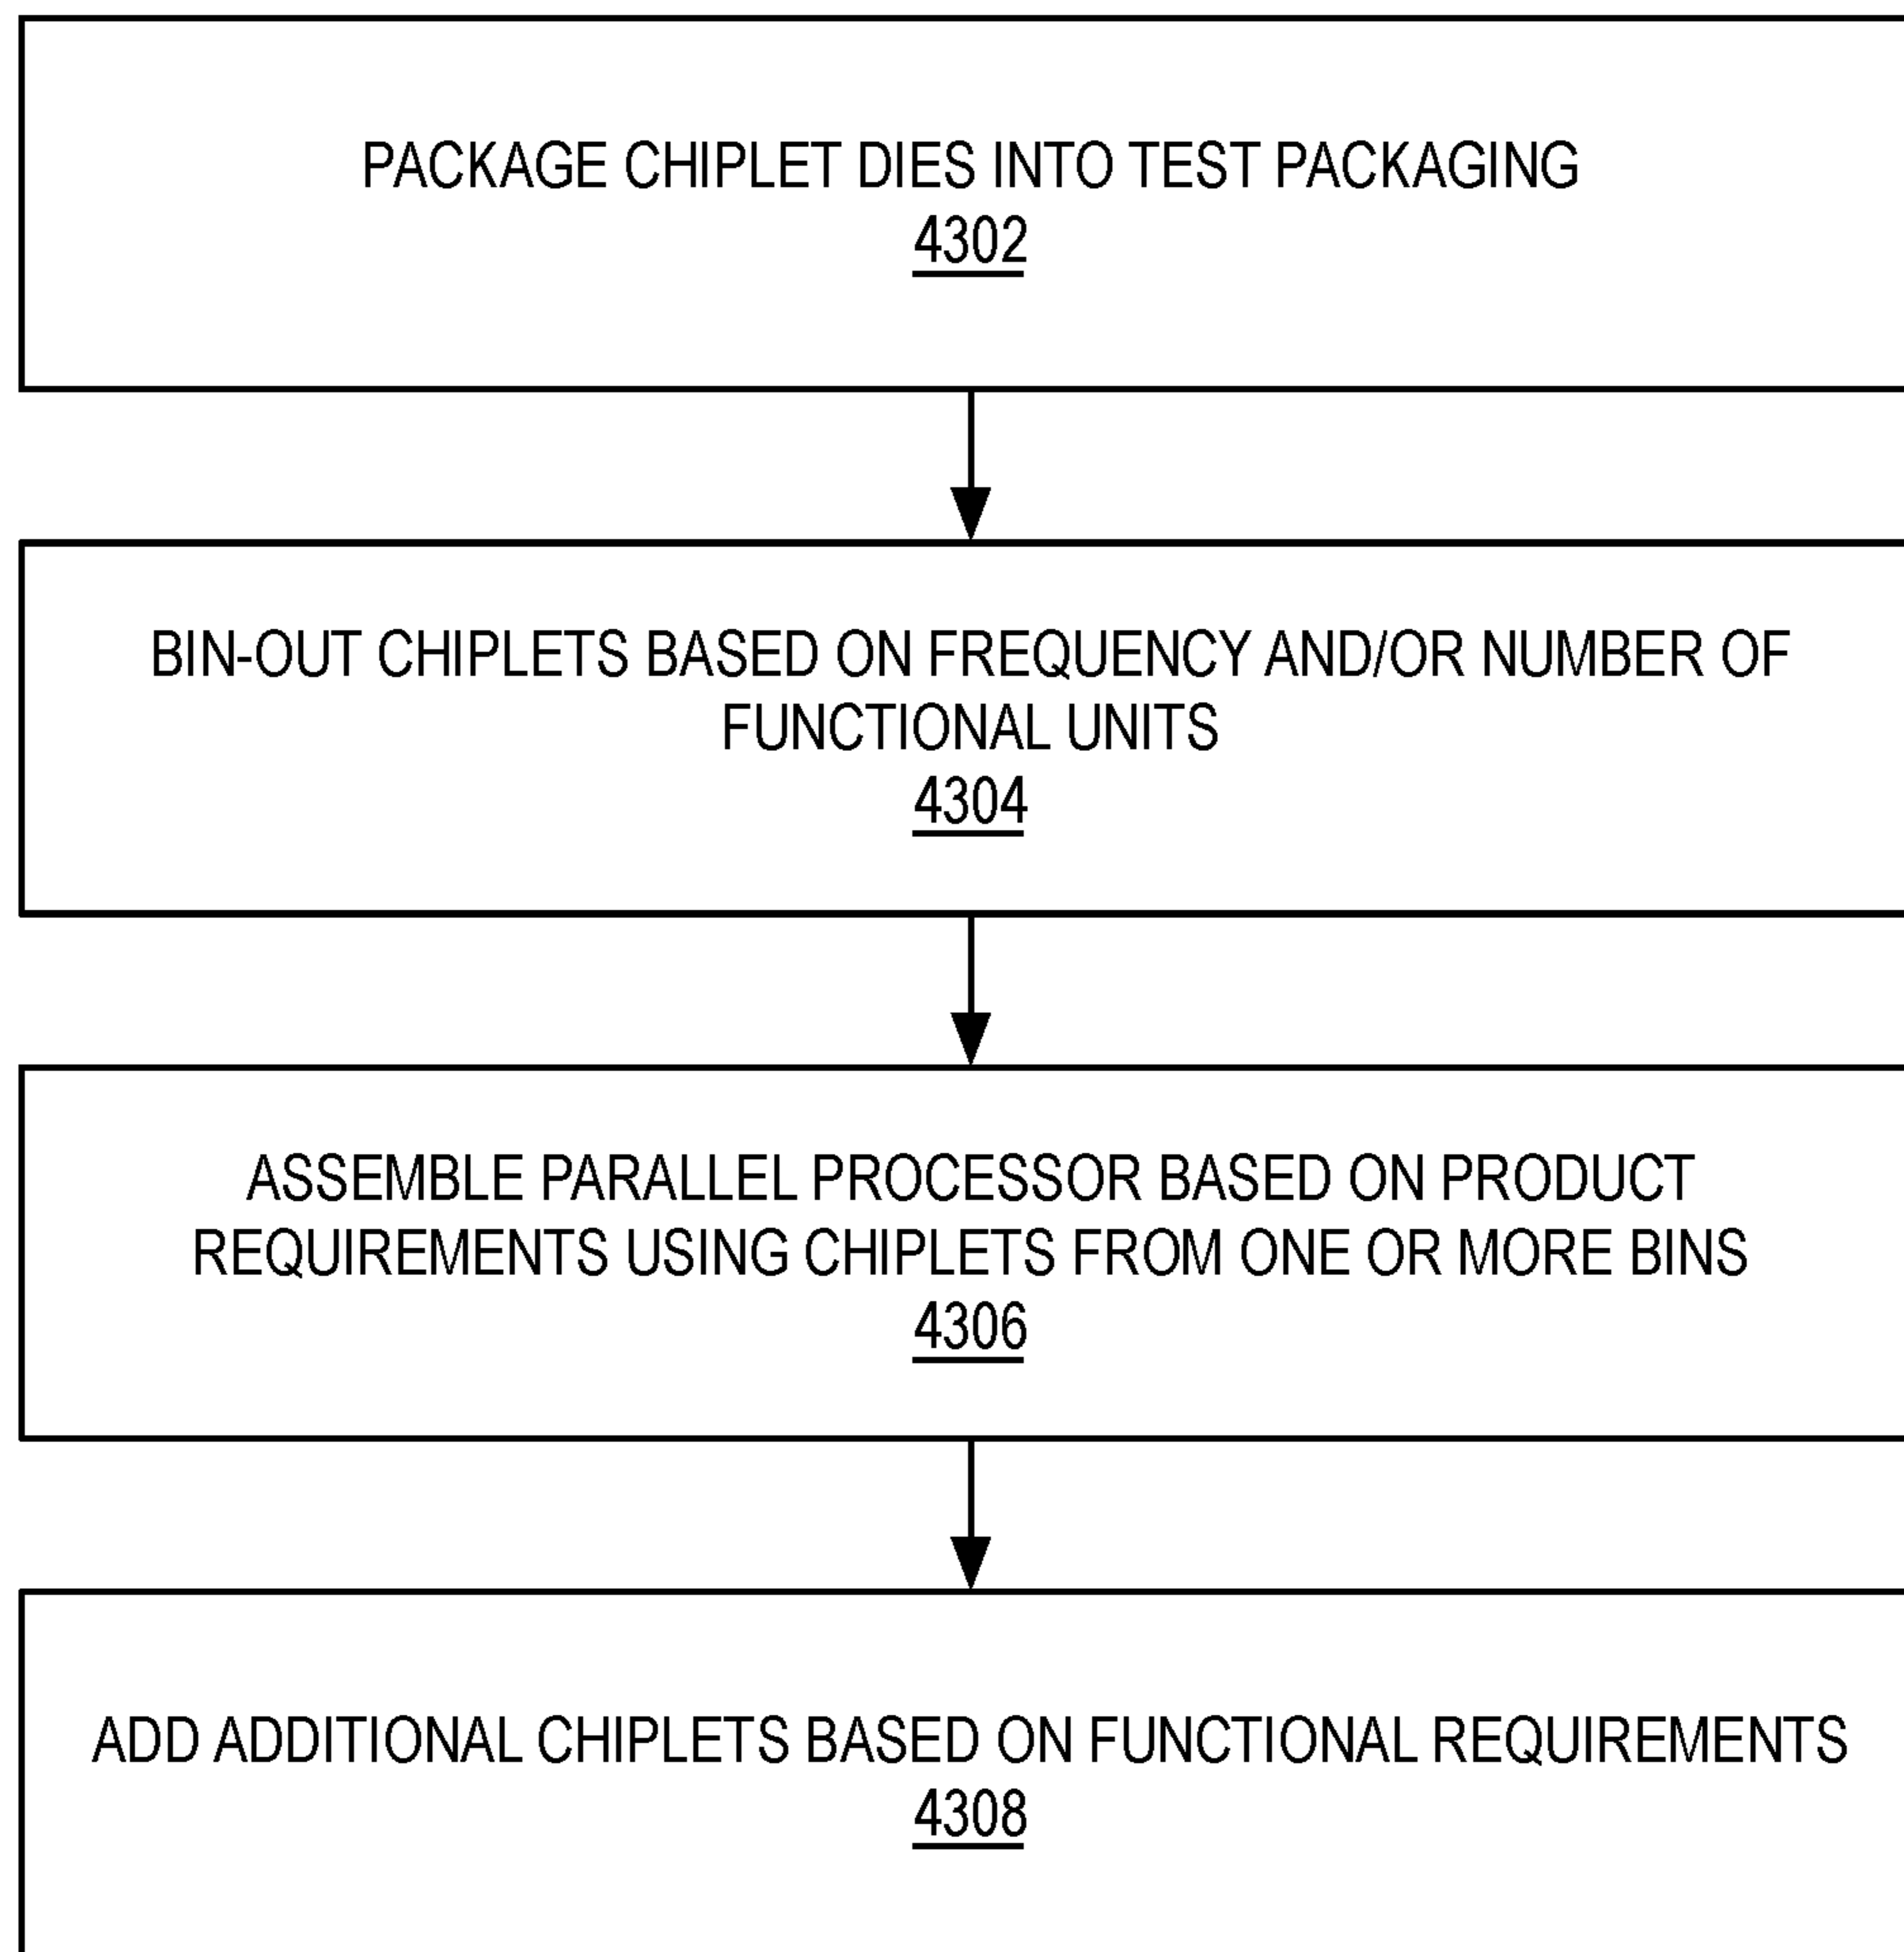 PACKAGE CHIPLET DIES INTO TEST PACKAGING
4302
BIN-OUT CHIPLETS BASED ON FREQUENCY AND/OR NUMBER OF
FUNCTIONAL UNITS
4304
ASSEMBLE PARALLEL PROCESSOR BASED ON PRODUCT
REQUIREMENTS USING CHIPLETS FROM ONE OR MORE BINS
4306
ADD ADDITIONAL CHIPLETS BASED ON FUNCTIONAL REQUIREMENTS
4308